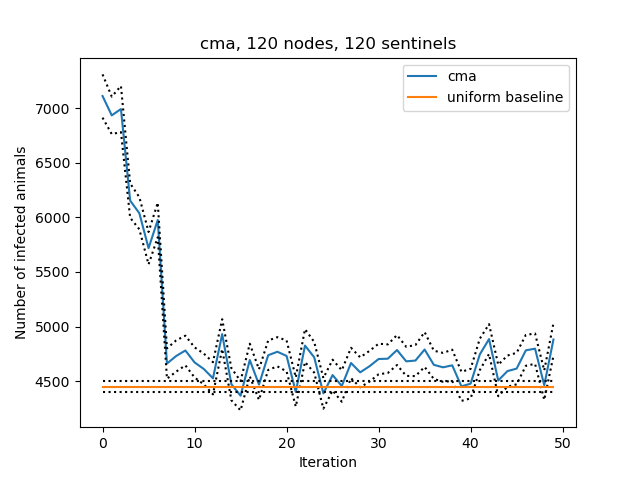 cma, 120 nodes, 120 sentinels
cma
uniform baseline
Number of infected animals
7000
6500
6000
5500
5000
4500
0 10 20 30 40 50
Iteration